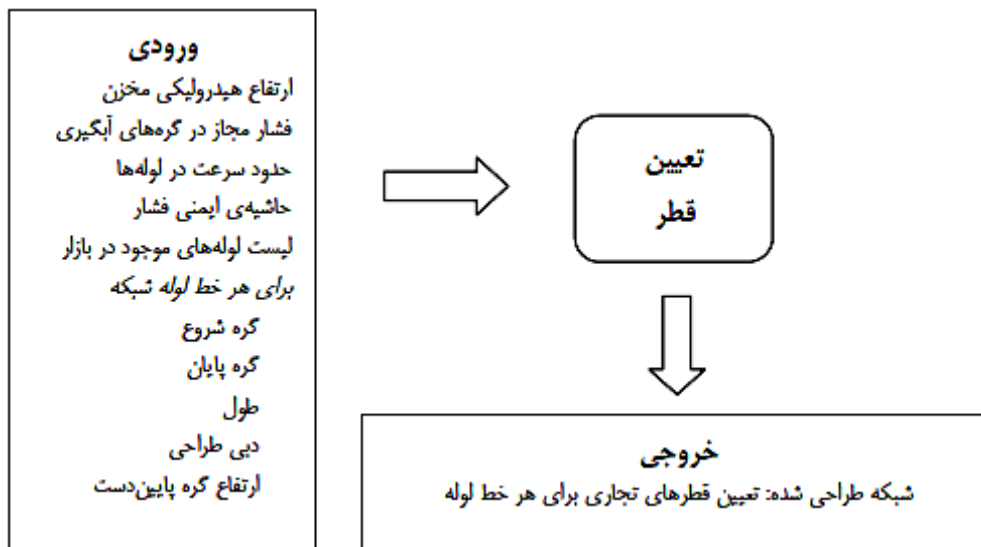 ورودی
ارتفاع هیدرولیکی مخزن
فشار مجاز در گره‌های آبگیری
حدود سرعت در لوله‌ها
حاشیه‌ی ایمنی فشار
لیست لوله‌های موجود در بازار
برای هر خط لوله شبکه
گره شروع
گره پایان
طول
دبی طراحی
ارتفاع گره پایین‌دست
تعیین
قطر
خروجی
شبکه طراحی شده: تعیین قطرهای تجاری برای هر خط لوله